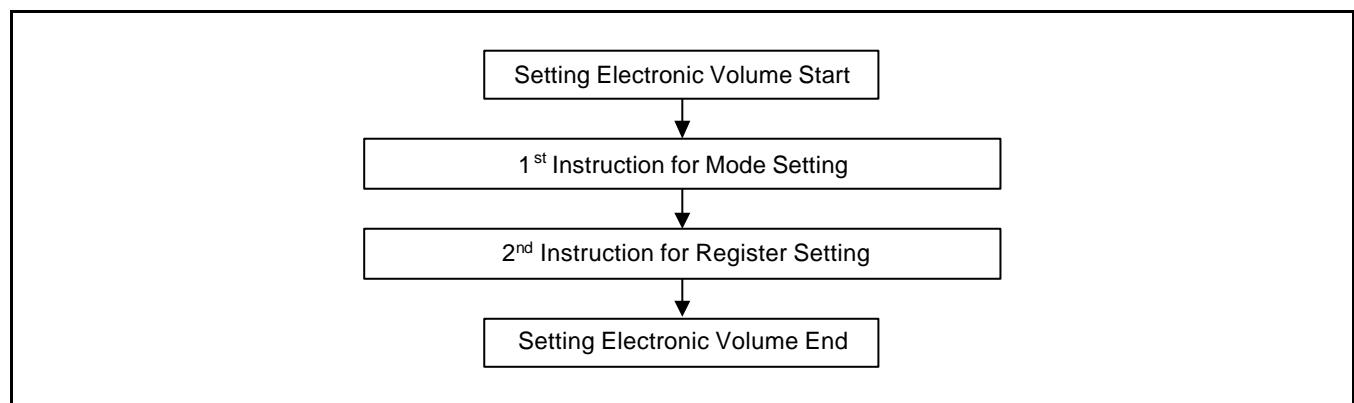 Setting Electronic Volume Start
1st Instruction for Mode Setting
2nd Instruction for Register Setting
Setting Electronic Volume End